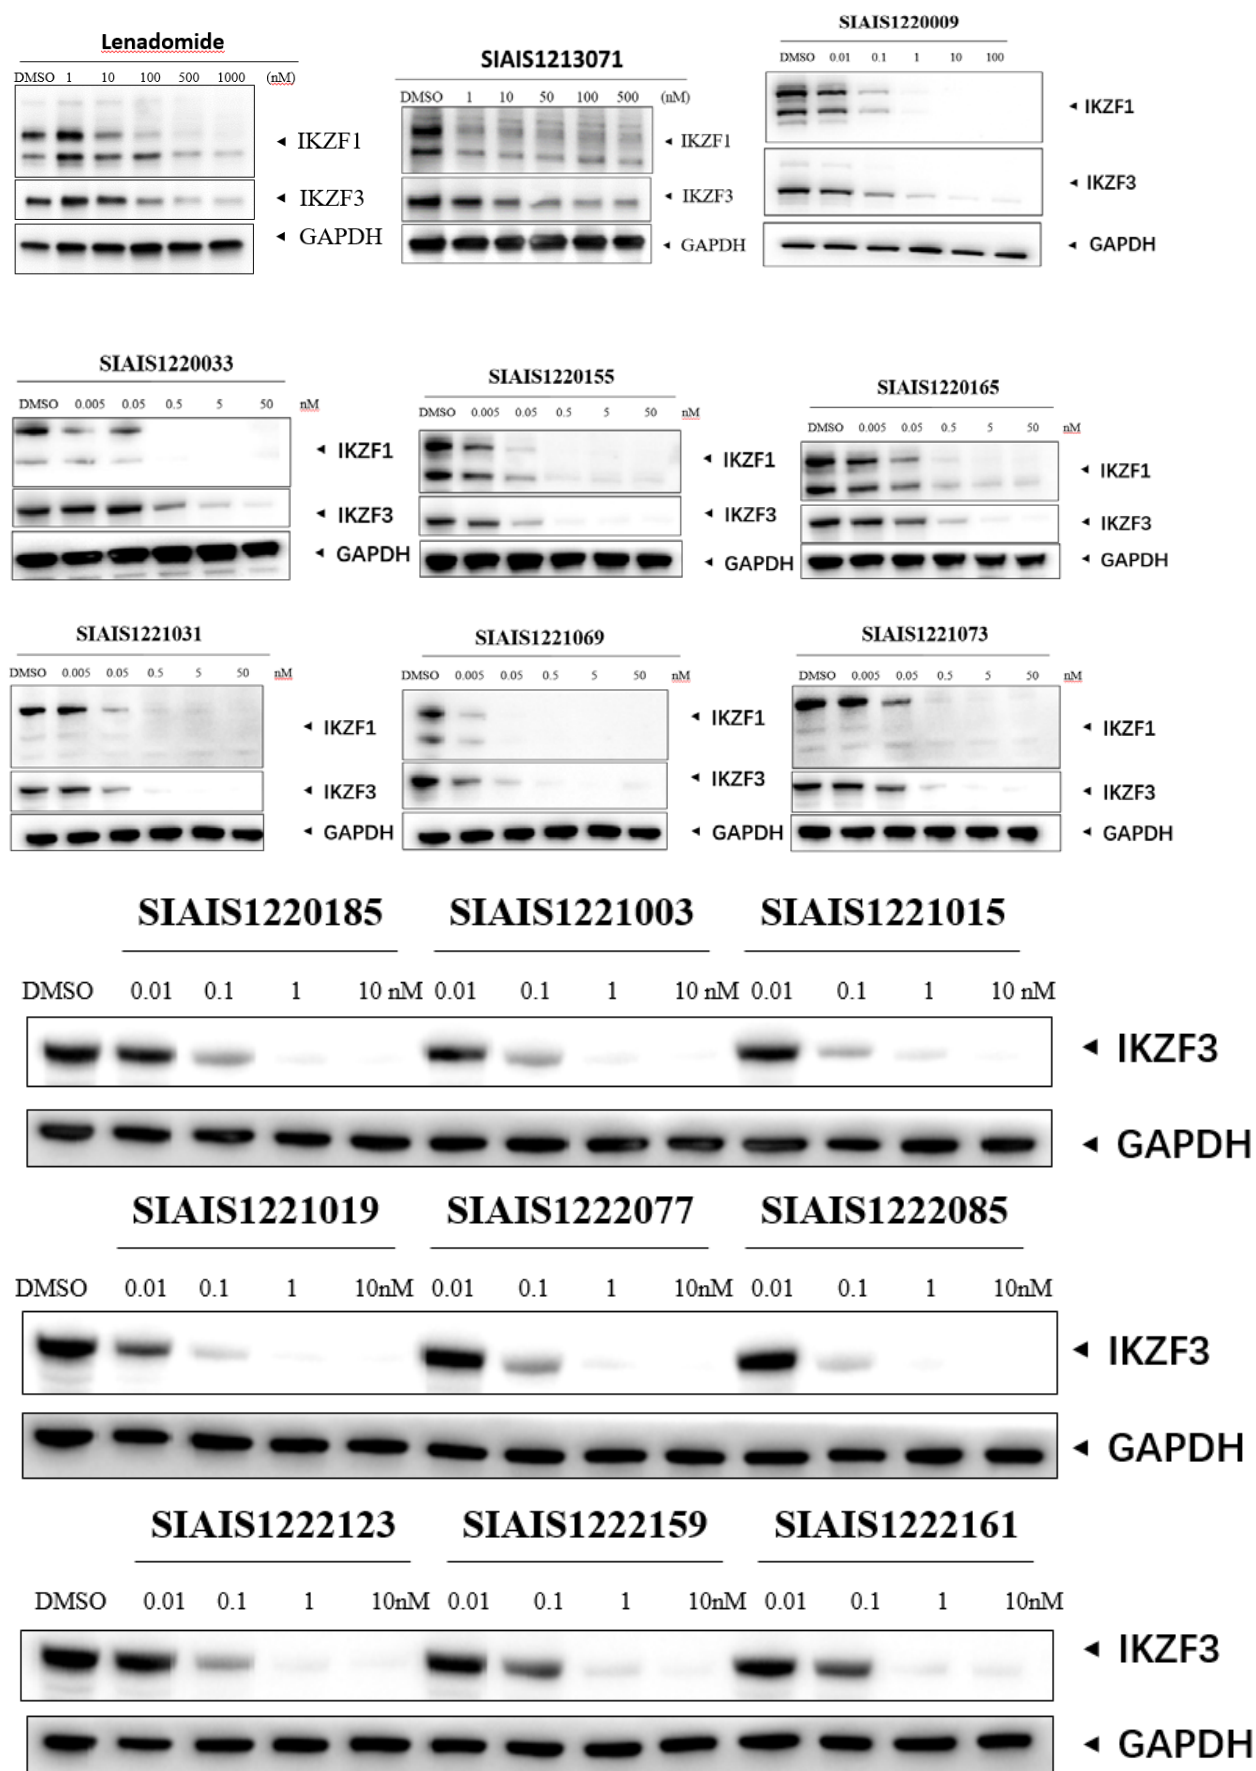 Lenadomide
DMSO 1 10 100 500 1000 (nM)
◄ IKZF1
◄ IKZF3
◄ GAPDH
SIAIS1213071
DMSO 1 10 50 100 500 (nM)
◄ IKZF1
◄ IKZF3
◄ GAPDH
SIAIS1220009
DMSO 0.01 0.1 1 10 100
◄ IKZF1
◄ IKZF3
◄ GAPDH
SIAIS1220033
DMSO 0.005 0.05 0.5 5 50 nM
◄ IKZF1
◄ IKZF3
◄ GAPDH
SIAIS1220155
DMSO 0.005 0.05 0.5 5 50 nM
◄ IKZF1
◄ IKZF3
◄ GAPDH
SIAIS1220165
DMSO 0.005 0.05 0.5 5 50 nM
◄ IKZF1
◄ IKZF3
◄ GAPDH
SIAIS1221031
DMSO 0.005 0.05 0.5 5 50 nM
◄ IKZF1
◄ IKZF3
◄ GAPDH
SIAIS1221069
DMSO 0.005 0.05 0.5 5 50 nM
◄ IKZF1
◄ IKZF3
◄ GAPDH
SIAIS1221073
DMSO 0.005 0.05 0.5 5 50 nM
◄ IKZF1
◄ IKZF3
◄ GAPDH
SIAIS1220185 SIAIS1221003 SIAIS1221015
DMSO 0.01 0.1 1 10 nM 0.01 0.1 1 10 nM 0.01 0.1 1 10 nM
◄ IKZF3
◄ GAPDH
SIAIS1221019 SIAIS1222077 SIAIS1222085
DMSO 0.01 0.1 1 10nM 0.01 0.1 1 10nM 0.01 0.1 1 10nM
◄ IKZF3
◄ GAPDH
SIAIS1222123 SIAIS1222159 SIAIS1222161
DMSO 0.01 0.1 1 10nM 0.01 0.1 1 10nM 0.01 0.1 1 10nM
◄ IKZF3
◄ GAPDH